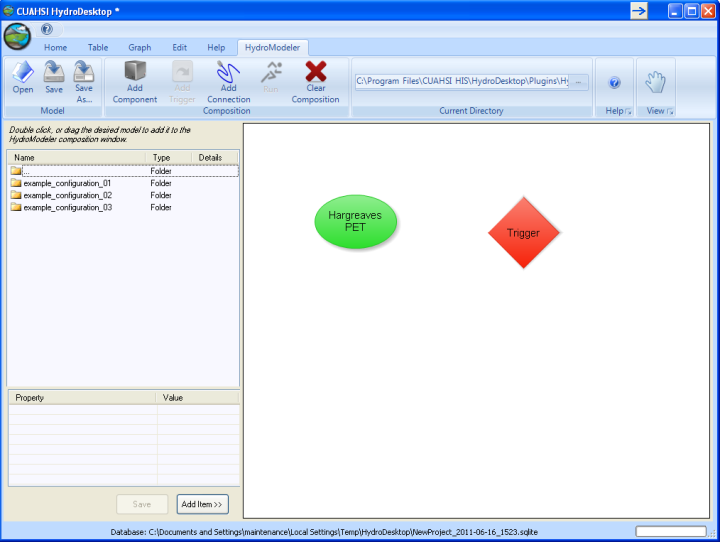 CUAHSI HydroDesktop *
Home Table Graph Edit Help HydroModeler
Open Save Save As... Add Component Add Trigger Add Connection Run Clear Composition
C:\Program Files\CUAHSI HIS\HydroDesktop\Plugins\Hy ...
Model Composition Current Directory Help View
Double click, or drag the desired model to add it to the
HydroModeler composition window.
Name Type Details
... Folder
example_configuration_01 Folder
example_configuration_02 Folder
example_configuration_03 Folder
Hargreaves
PET
Trigger
Property Value
Save Add Item >>
Database: C:\Documents and Settings\maintenance\Local Settings\Temp\HydroDesktop\NewProject_2011-06-16_1523.sqlite